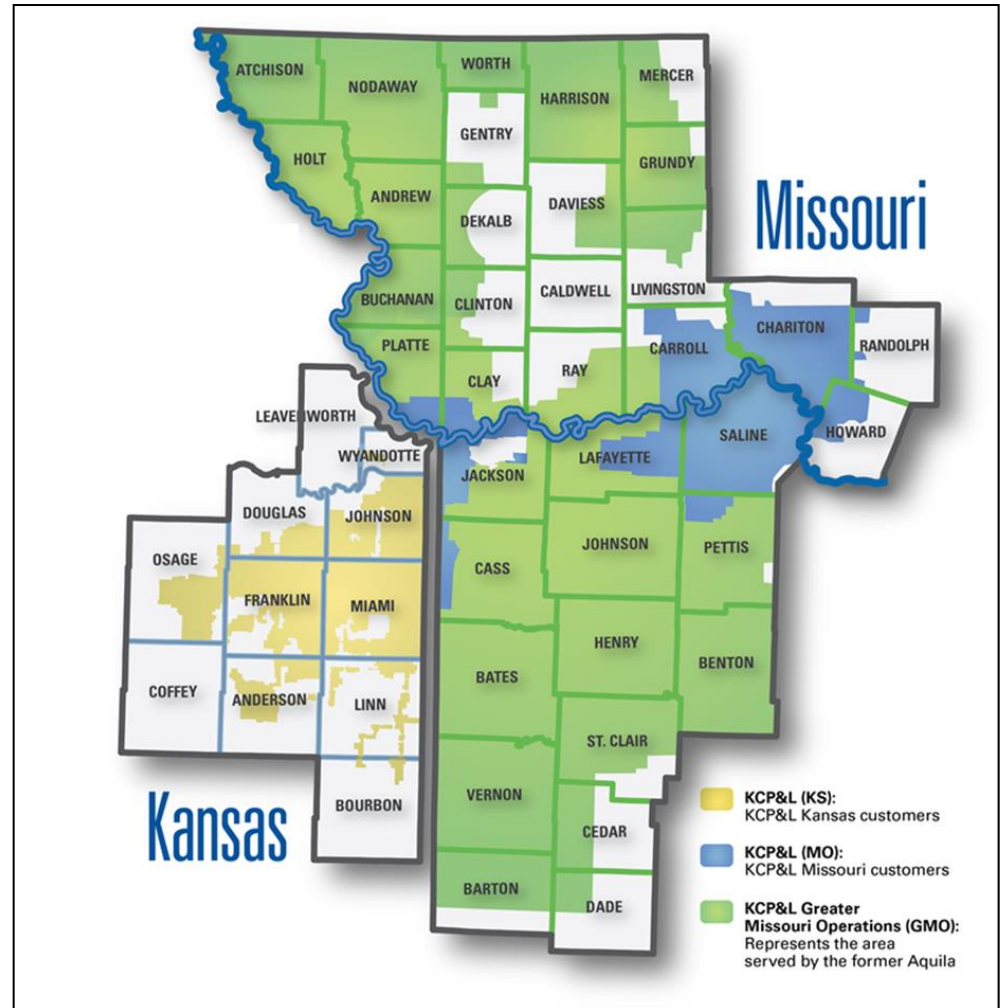 ATCHISON
NODAWAY
WORTH
HARRISON
MERCER
GENTRY
HOLT
GRUNDY
ANDREW
DAVIESS
DEKALB
Missouri
BUCHANAN
CLINTON
CALDWELL
LIVINGSTON
PLATTE
CARROLL
CHARITON
RANDOLPH
CLAY
RAY
LEAVENWORTH
WYANDOTTE
JACKSON
LAFAYETTE
SALINE
HOWARD
DOUGLAS
JOHNSON
OSAGE
CASS
JOHNSON
PETTIS
FRANKLIN
MIAMI
HENRY
BENTON
COFFEY
ANDERSON
LINN
BATES
ST. CLAIR
BOURBON
VERNON
CEDAR
Kansas
BARTON
DADE
KCP&L (KS):
KCP&L Kansas customers
KCP&L (MO):
KCP&L Missouri customers
KCP&L Greater
Missouri Operations (GMO):
Represents the area
served by the former Aquila